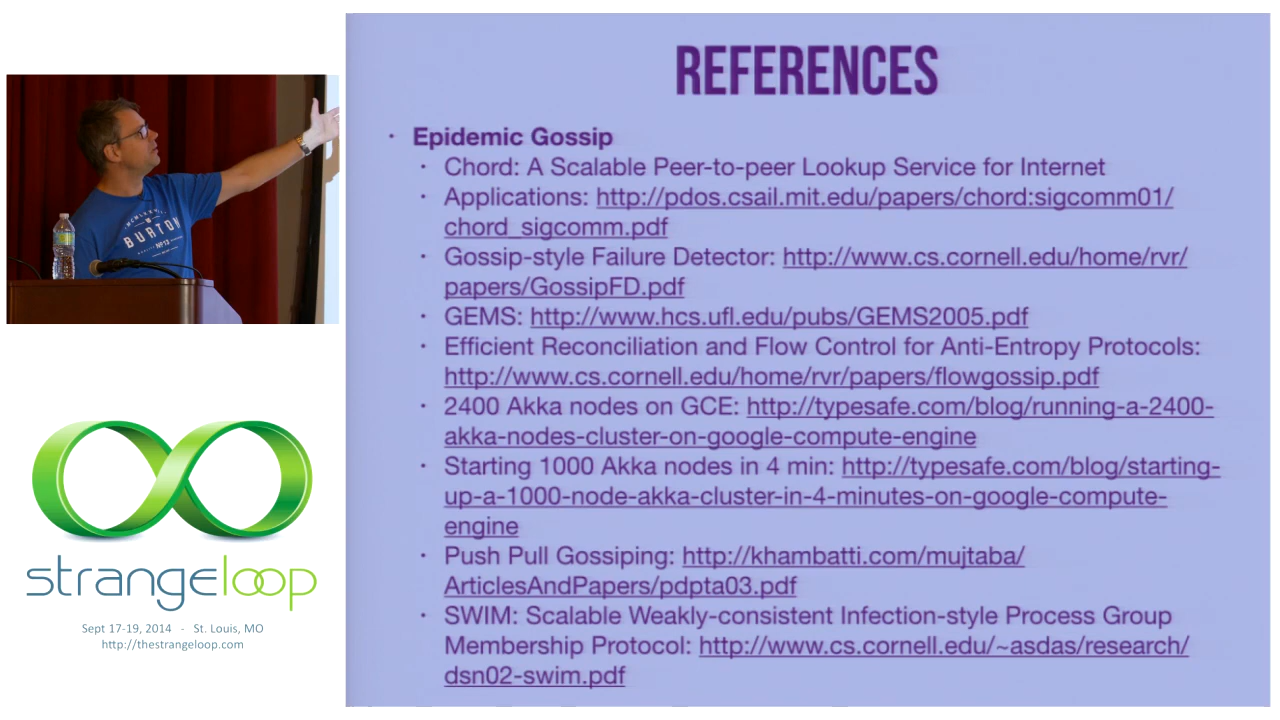 REFERENCES
• Epidemic Gossip
• Chord: A Scalable Peer-to-peer Lookup Service for Internet
• Applications: http://pdos.csail.mit.edu/papers/chord:sigcomm01/
chord_sigcomm.pdf
• Gossip-style Failure Detector: http://www.cs.cornell.edu/home/rvr/
papers/GossipFD.pdf
• GEMS: http://www.hcs.ufl.edu/pubs/GEMS2005.pdf
• Efficient Reconciliation and Flow Control for Anti-Entropy Protocols:
http://www.cs.cornell.edu/home/rvr/papers/flowgossip.pdf
• 2400 Akka nodes on GCE: http://typesafe.com/blog/running-a-2400-
akka-nodes-cluster-on-google-compute-engine
• Starting 1000 Akka nodes in 4 min: http://typesafe.com/blog/starting-
up-a-1000-node-akka-cluster-in-4-minutes-on-google-compute-
engine
• Push Pull Gossiping: http://khambatti.com/mujtaba/
ArticlesAndPapers/pdpta03.pdf
• SWIM: Scalable Weakly-consistent Infection-style Process Group
Membership Protocol: http://www.cs.cornell.edu/~asdas/research/
dsn02-swim.pdf
BURTON
Nº13
strangeloop
Sept 17-19, 2014 - St. Louis, MO
http://thestrangeloop.com